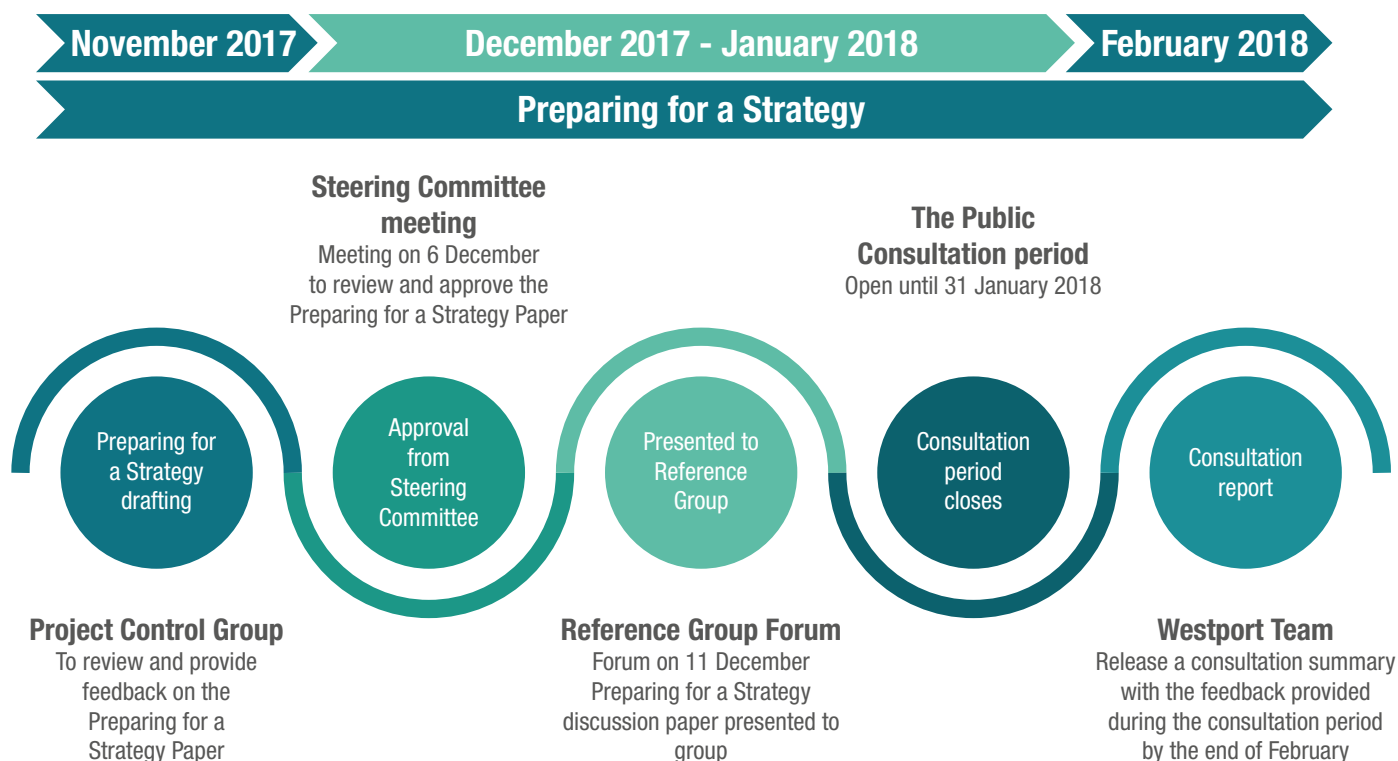 November 2017
December 2017 - January 2018
February 2018
Preparing for a Strategy
Steering Committee
meeting
Meeting on 6 December
to review and approve the
Preparing for a Strategy Paper
The Public
Consultation period
Open until 31 January 2018
Preparing for
a Strategy
drafting
Approval
from
Steering
Committee
Presented to
Reference
Group
Consultation
period
closes
Consultation
report
Project Control Group
To review and provide
feedback on the
Preparing for a
Strategy Paper
Reference Group Forum
Forum on 11 December
Preparing for a Strategy
discussion paper presented to
group
Westport Team
Release a consultation summary
with the feedback provided
during the consultation period
by the end of February